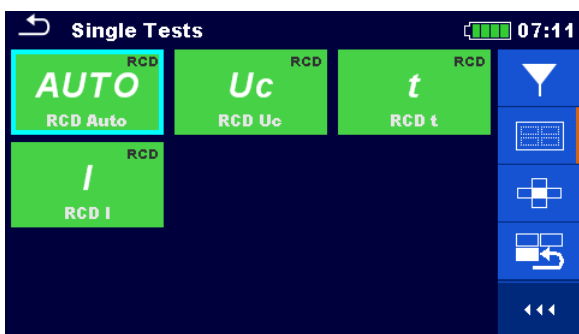 Single Tests
07:11
RCD
AUTO
RCD Auto
RCD
Uc
RCD Uc
RCD
t
RCD t
RCD
I
RCD I